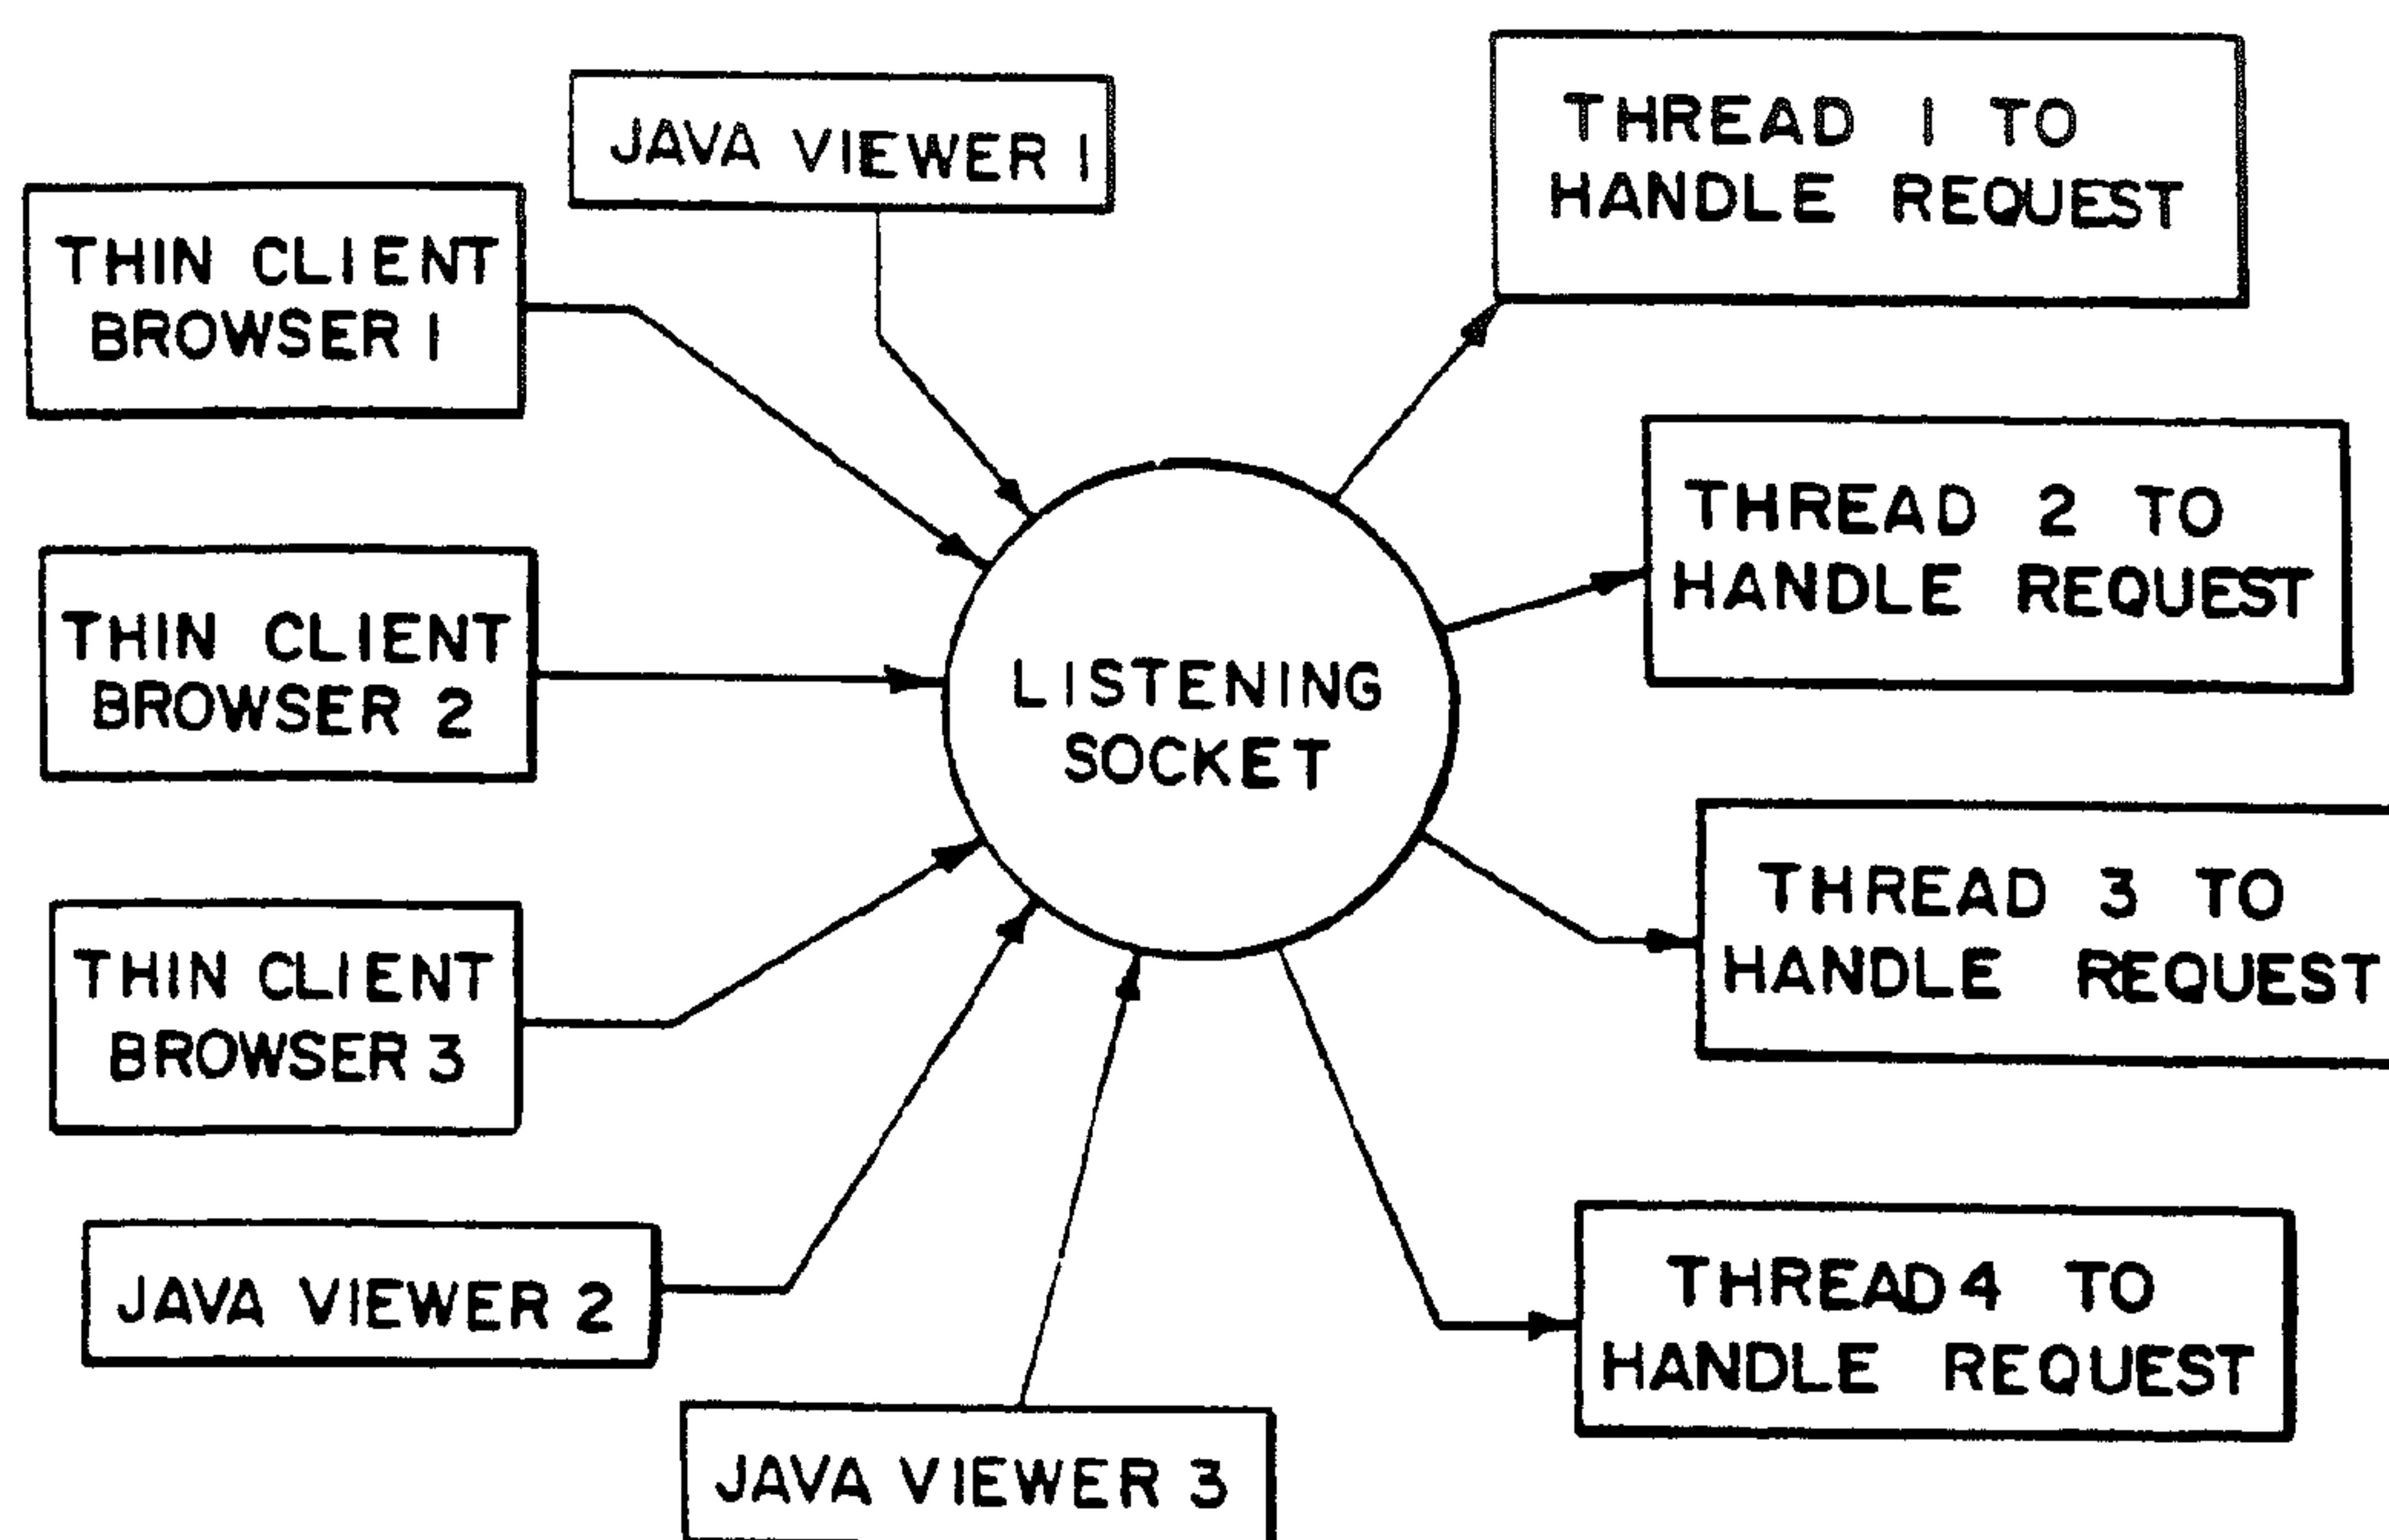 JAVA VIEWER 1
THIN CLIENT
BROWSER 1
THIN CLIENT
BROWSER 2
THIN CLIENT
BROWSER 3
JAVA VIEWER 2
JAVA VIEWER 3
LISTENING
SOCKET
THREAD 1 TO
HANDLE REQUEST
THREAD 2 TO
HANDLE REQUEST
THREAD 3 TO
HANDLE REQUEST
THREAD 4 TO
HANDLE REQUEST